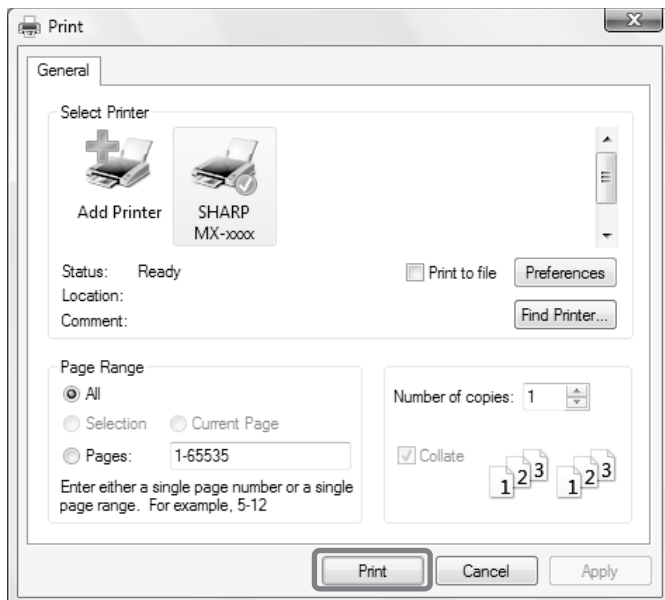 Print
X
General
Select Printer
Add Printer
SHARP
MX-xxxx
Status: Ready
Print to file
Preferences
Location:
Comment:
Find Printer...
Page Range
All
Selection
Current Page
Pages: 1-65535
Enter either a single page number or a single
page range. For example, 5-12
Number of copies: 1
Collate
1 2 3 1 2 3
Print
Cancel
Apply